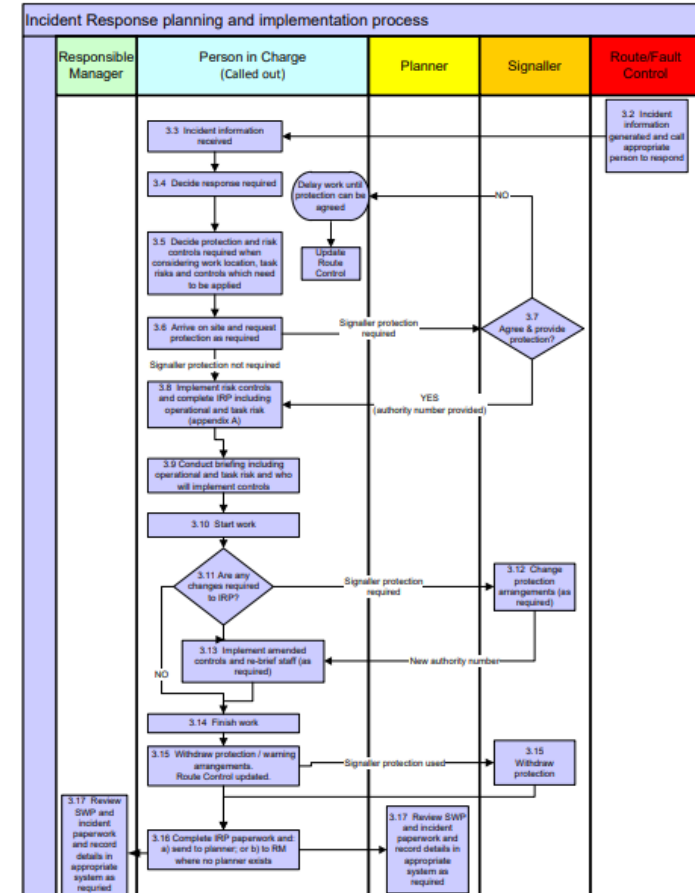 Incident Response planning and implementation process
Responsible
Manager
Person in Charge
(Called out)
Planner
Signaller
Route/Fault
Control
3.2 Incident
information
generated and call
appropriate
person to respond
3.3 Incident information
received
3.4 Decide response required
Delay work until
protection can be
agreed
NO
3.5 Decide protection and risk
controls required when
considering work location, task
risks and controls which need
to be applied
Update
Route
Control
3.6 Arrive on site and request
protection as required
Signaller protection
required
3.7
Agree & provide
protection?
Signaller protection not required
3.8 Implement risk controls
and complete IRP including
operational and task risk
(appendix A)
YES
(authority number provided)
3.9 Conduct briefing including
operational and task risk and who
will implement controls
3.10 Start work
3.11 Are any
changes required
to IRP?
Signaller protection
required
3.12 Change
protection
arrangements (as
required)
3.13 Implement amended
controls and re-brief staff (as
required)
New authority number
NO
3.14 Finish work
3.15 Withdraw protection / warning
arrangements.
Route Control updated.
Signaller protection used
3.15
Withdraw
protection
3.17 Review
SWP and
incident
paperwork
and record
details in
appropriate
system as
requried
3.16 Complete IRP paperwork and:
a) send to planner; or b) to RM
where no planner exists
3.17 Review SWP
and incident
paperwork and
record details in
appropriate
system as
required